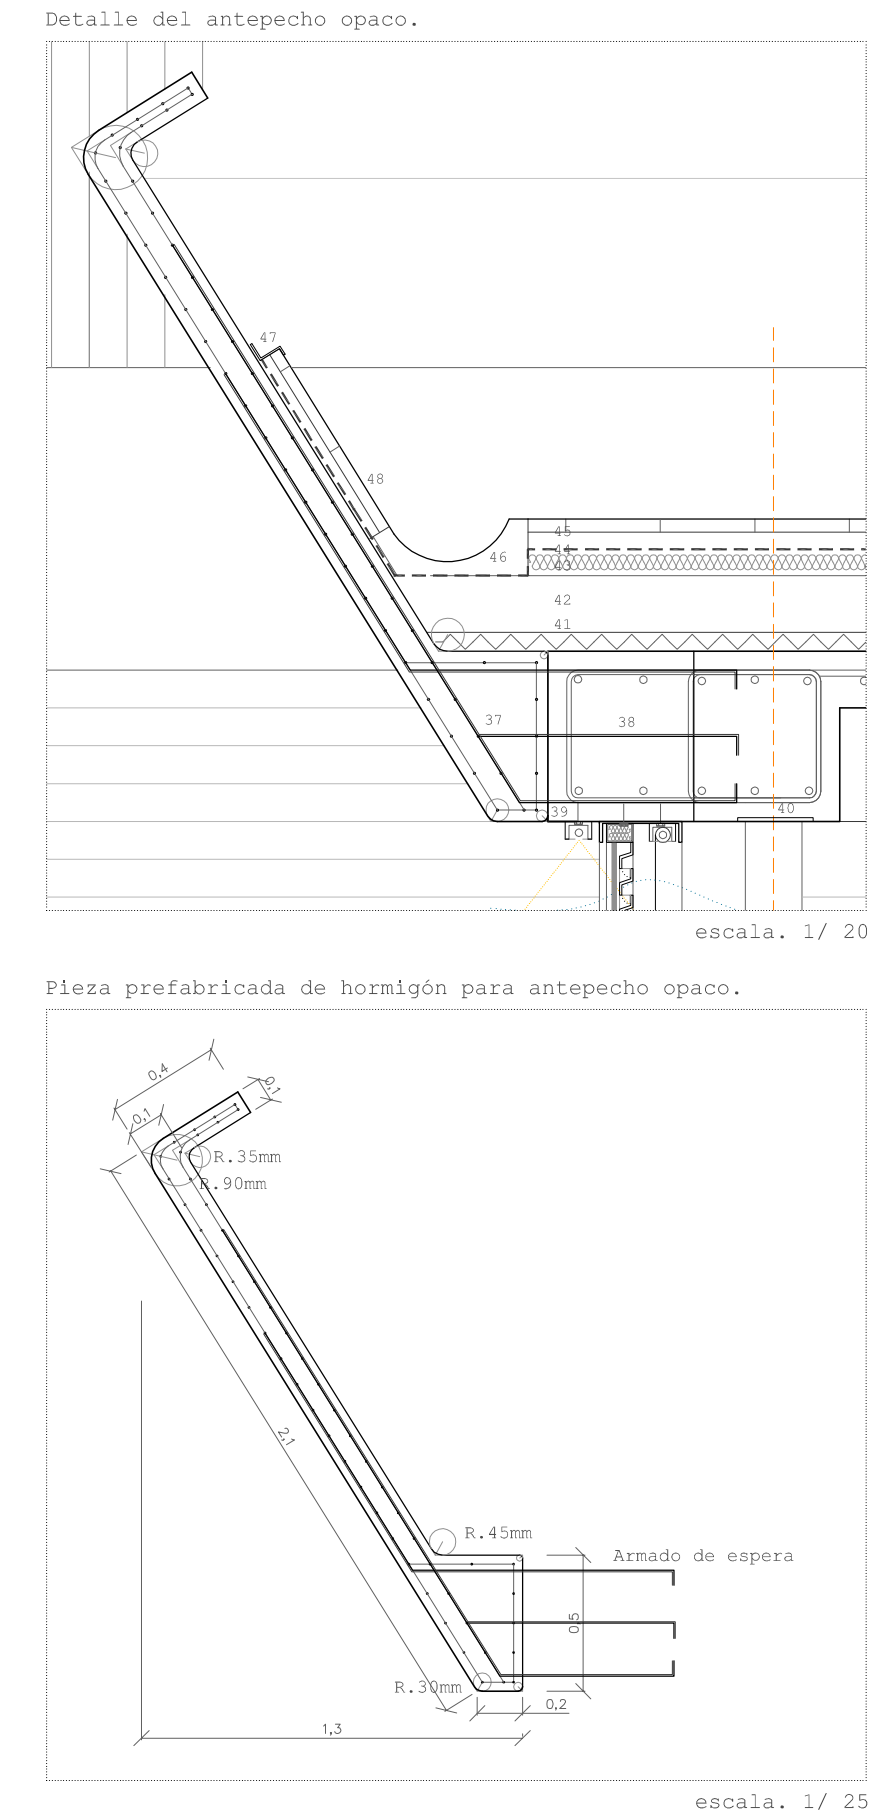 Detalle del antepecho opaco.
47
48
45
44
46
43
42
41
37
38
39
40
escala. 1/ 20
Pieza prefabricada de hormigón para antepecho opaco.
0,4
0,1
0,1
R.35mm
R.90mm
2,1
R.45mm
Armado de espera
0,5
R.30mm
0,2
1,3
escala. 1/ 25